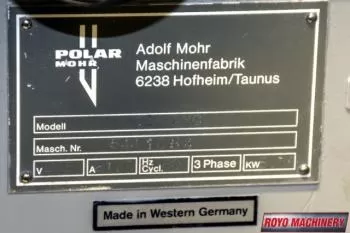 POLAR
MOHR
Adolf Mohr
Maschinenfabrik
6238 Hofheim/Taunus
Modell
Masch. Nr.
V A Hz Cycl. 3 Phase KW
Made in Western Germany
ROYO MACHINERY